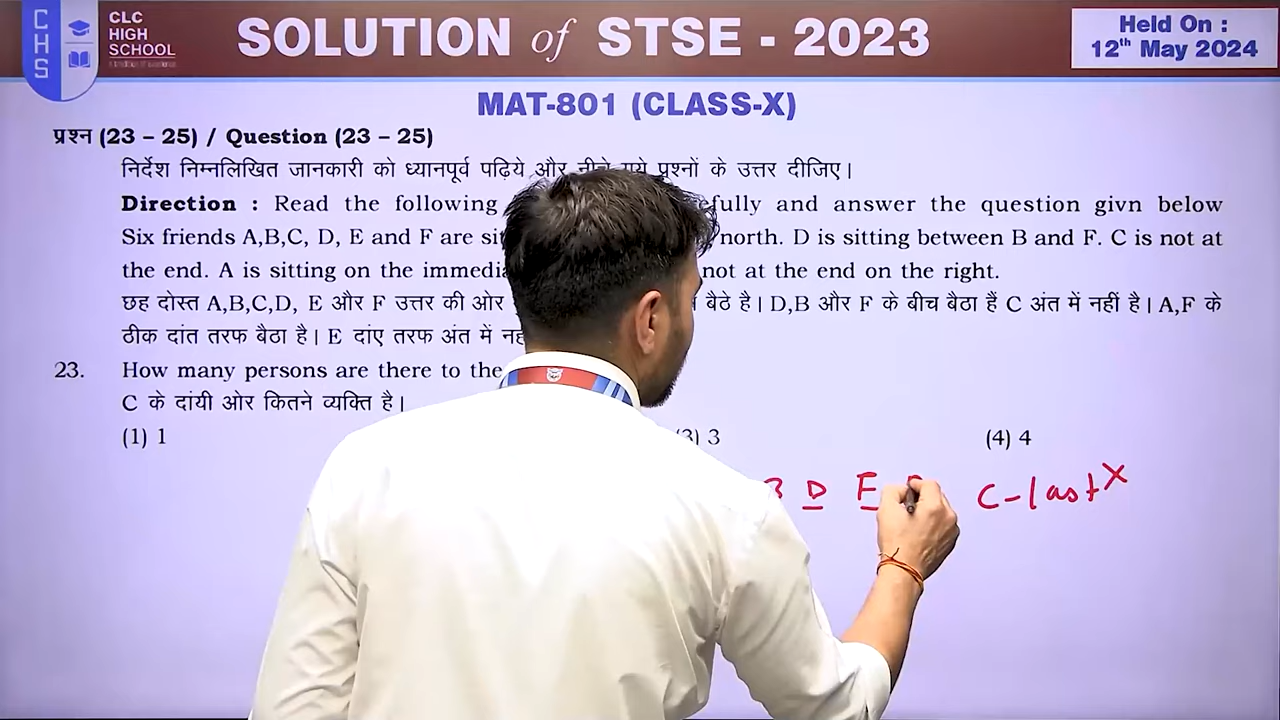 CHS
CLC
HIGH
SCHOOL
SOLUTION of STSE - 2023
Held On :
12th May 2024
MAT-801 (CLASS-X)
प्रश्न (23 – 25) / Question (23 – 25)
निर्देश निम्नलिखित जानकारी को ध्यानपूर्व पढ़िये और नीचे गये प्रश्नों के उत्तर दीजिए।
Direction : Read the following fully and answer the question givn below
Six friends A,B,C, D, E and F are sit north. D is sitting between B and F. C is not at
the end. A is sitting on the immedia not at the end on the right.
छह दोस्त A,B,C,D, E और F उत्तर की ओर बैठे है। D,B और F के बीच बैठा हैं C अंत में नहीं है। A,F के
ठीक दांत तरफ बैठा है। E दांए तरफ अंत में
23. How many persons are there to the
C के दांयी ओर कितने व्यक्ति है।
(1) 1 3) 3 (4) 4
D F C-last X